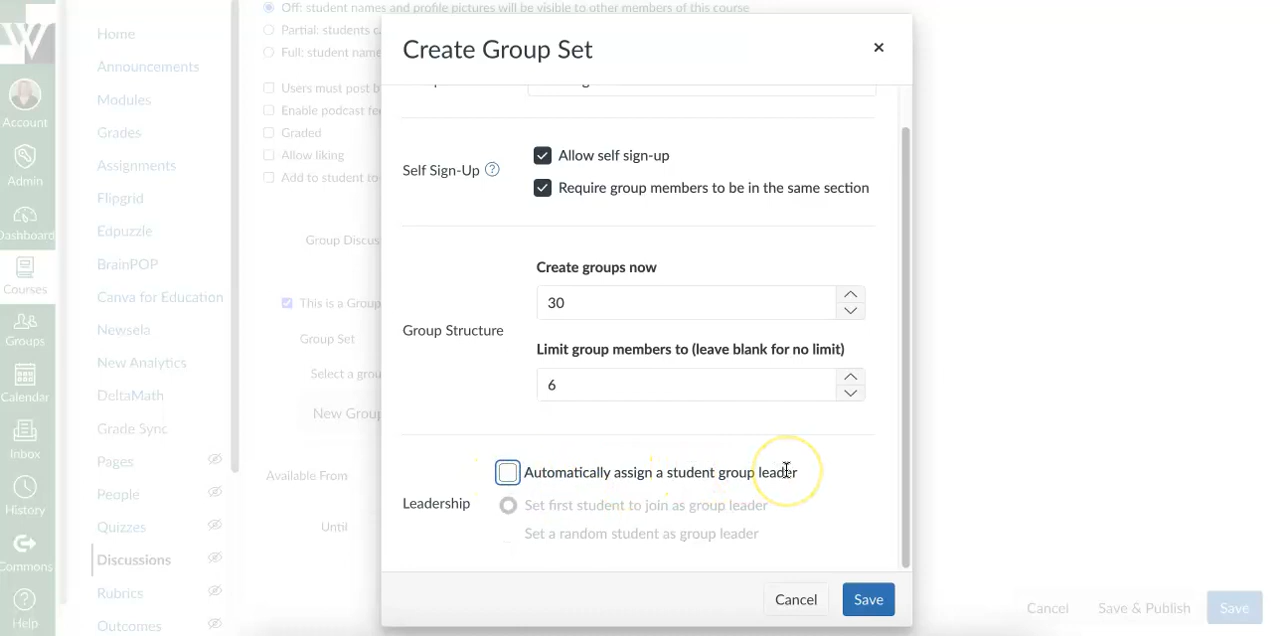 Off: student names and profile pictures will be visible to other members of this course
Home
Partial: students c
Full: student name
Create Group Set
Announcements
Users must post b
Modules
Enable podcast fe
Account
Graded
Grades
Allow liking
Self Sign-Up
Allow self sign-up
Assignments
Add to student to
Require group members to be in the same section
Admin
Flipgrid
Edpuzzle
Dashboard
Group Discus
BrainPOP
Create groups now
Courses
Canva for Education
This is a Group
30
Newsela
Group Set
Group Structure
Groups
Limit group members to (leave blank for no limit)
New Analytics
Select a grou
6
DeltaMath
Calendar
New Group
Grade Sync
Inbox
Pages
Available From
Automatically assign a student group leader
People
Leadership
Set first student to join as group leader
History
Quizzes
Until
Set a random student as group leader
Discussions
Commons
Rubrics
Cancel
Save
Cancel
Save & Publish
Save
Help
Outcomes